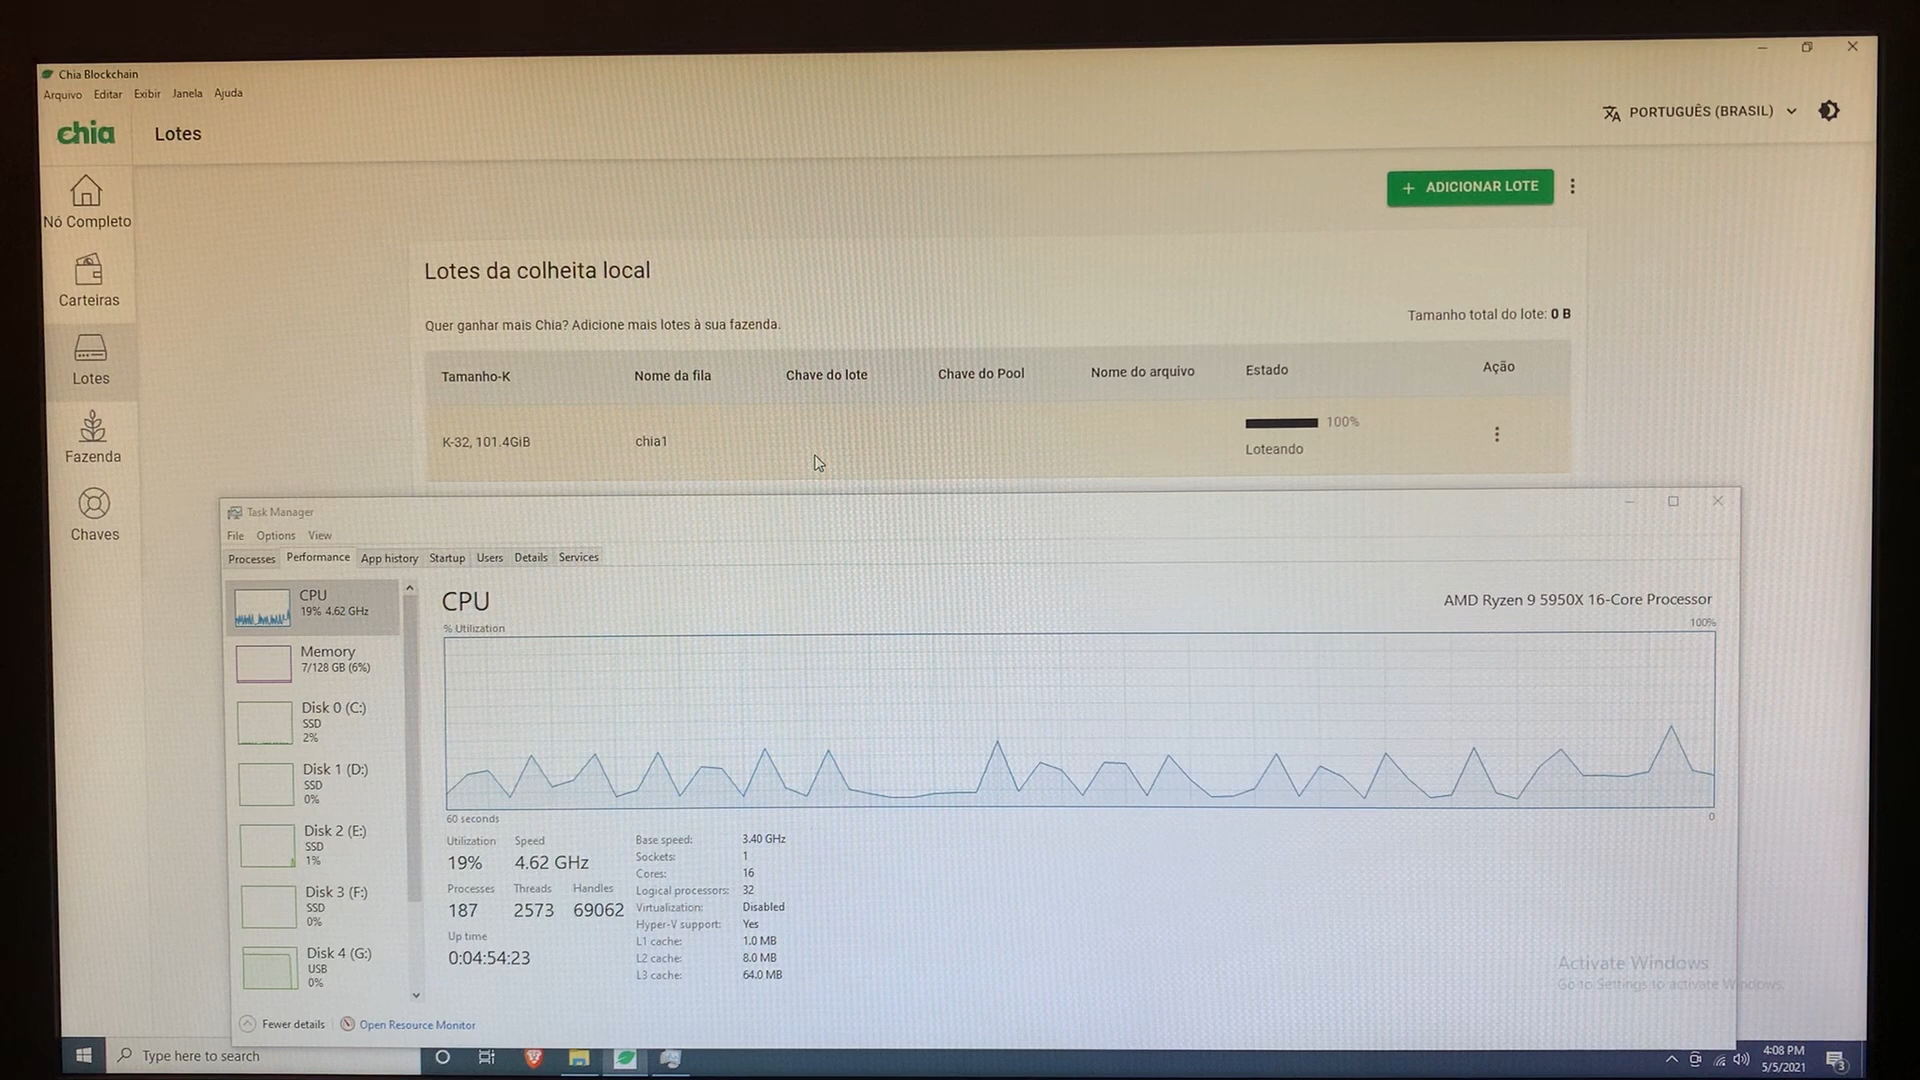 Chia Blockchain
Arquivo Editar Exibir Janela Ajuda
chia
Lotes
PORTUGUÊS (BRASIL)
Nó Completo
Carteiras
Lotes
Fazenda
Chaves
+ ADICIONAR LOTE
Lotes da colheita local
Quer ganhar mais Chia? Adicione mais lotes à sua fazenda.
Tamanho total do lote: 0 B
Tamanho-K Nome da fila Chave do lote Chave do Pool Nome do arquivo Estado Ação
K-32, 101.4GiB chia1 100%
Loteando
Task Manager
File Options View
Processes Performance App history Startup Users Details Services
CPU
19% 4.62 GHz
Memory
7/128 GB (6%)
Disk 0 (C:)
SSD
2%
Disk 1 (D:)
SSD
0%
Disk 2 (E:)
SSD
1%
Disk 3 (F:)
SSD
0%
Disk 4 (G:)
USB
0%
CPU
AMD Ryzen 9 5950X 16-Core Processor
% Utilization
100%
60 seconds
0
Utilization Speed
19% 4.62 GHz
Processes Threads Handles
187 2573 69062
Up time
0:04:54:23
Base speed: 3.40 GHz
Sockets: 1
Cores: 16
Logical processors: 32
Virtualization: Disabled
Hyper-V support: Yes
L1 cache: 1.0 MB
L2 cache: 8.0 MB
L3 cache: 64.0 MB
Activate Windows
Go to Settings to activate Windows.
Fewer details Open Resource Monitor
Type here to search
4:08 PM
5/5/2021
3